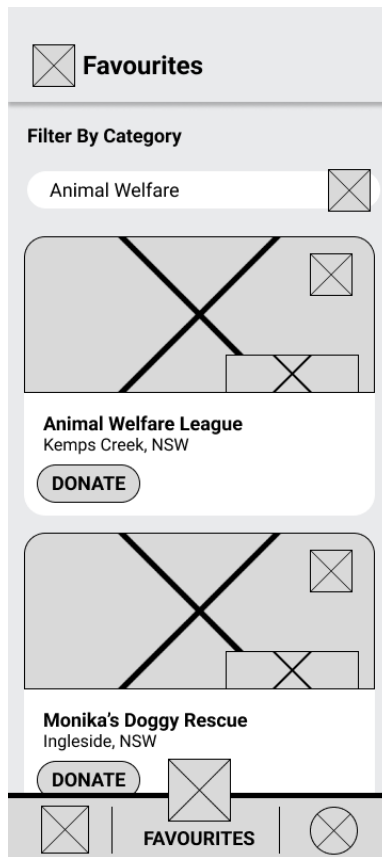 Favourites
Filter By Category
Animal Welfare
Animal Welfare League
Kemps Creek, NSW
DONATE
Monika’s Doggy Rescue
Ingleside, NSW
DONATE
FAVOURITES